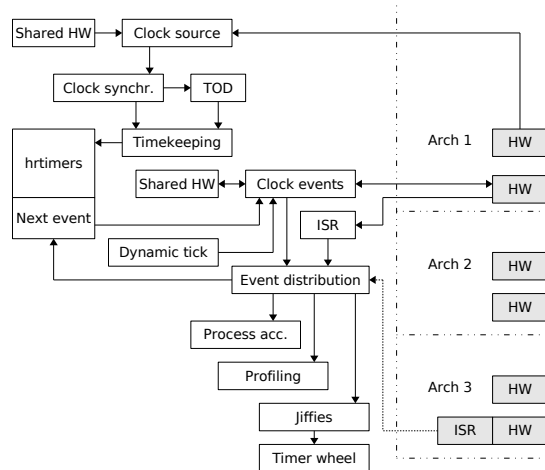 Shared HW
Clock source
Clock synchr.
TOD
Timekeeping
Arch 1
HW
hrtimers
Shared HW
Clock events
HW
Next event
ISR
Dynamic tick
Arch 2
HW
Event distribution
HW
Process acc.
Profiling
Arch 3
HW
Jiffies
ISR
HW
Timer wheel